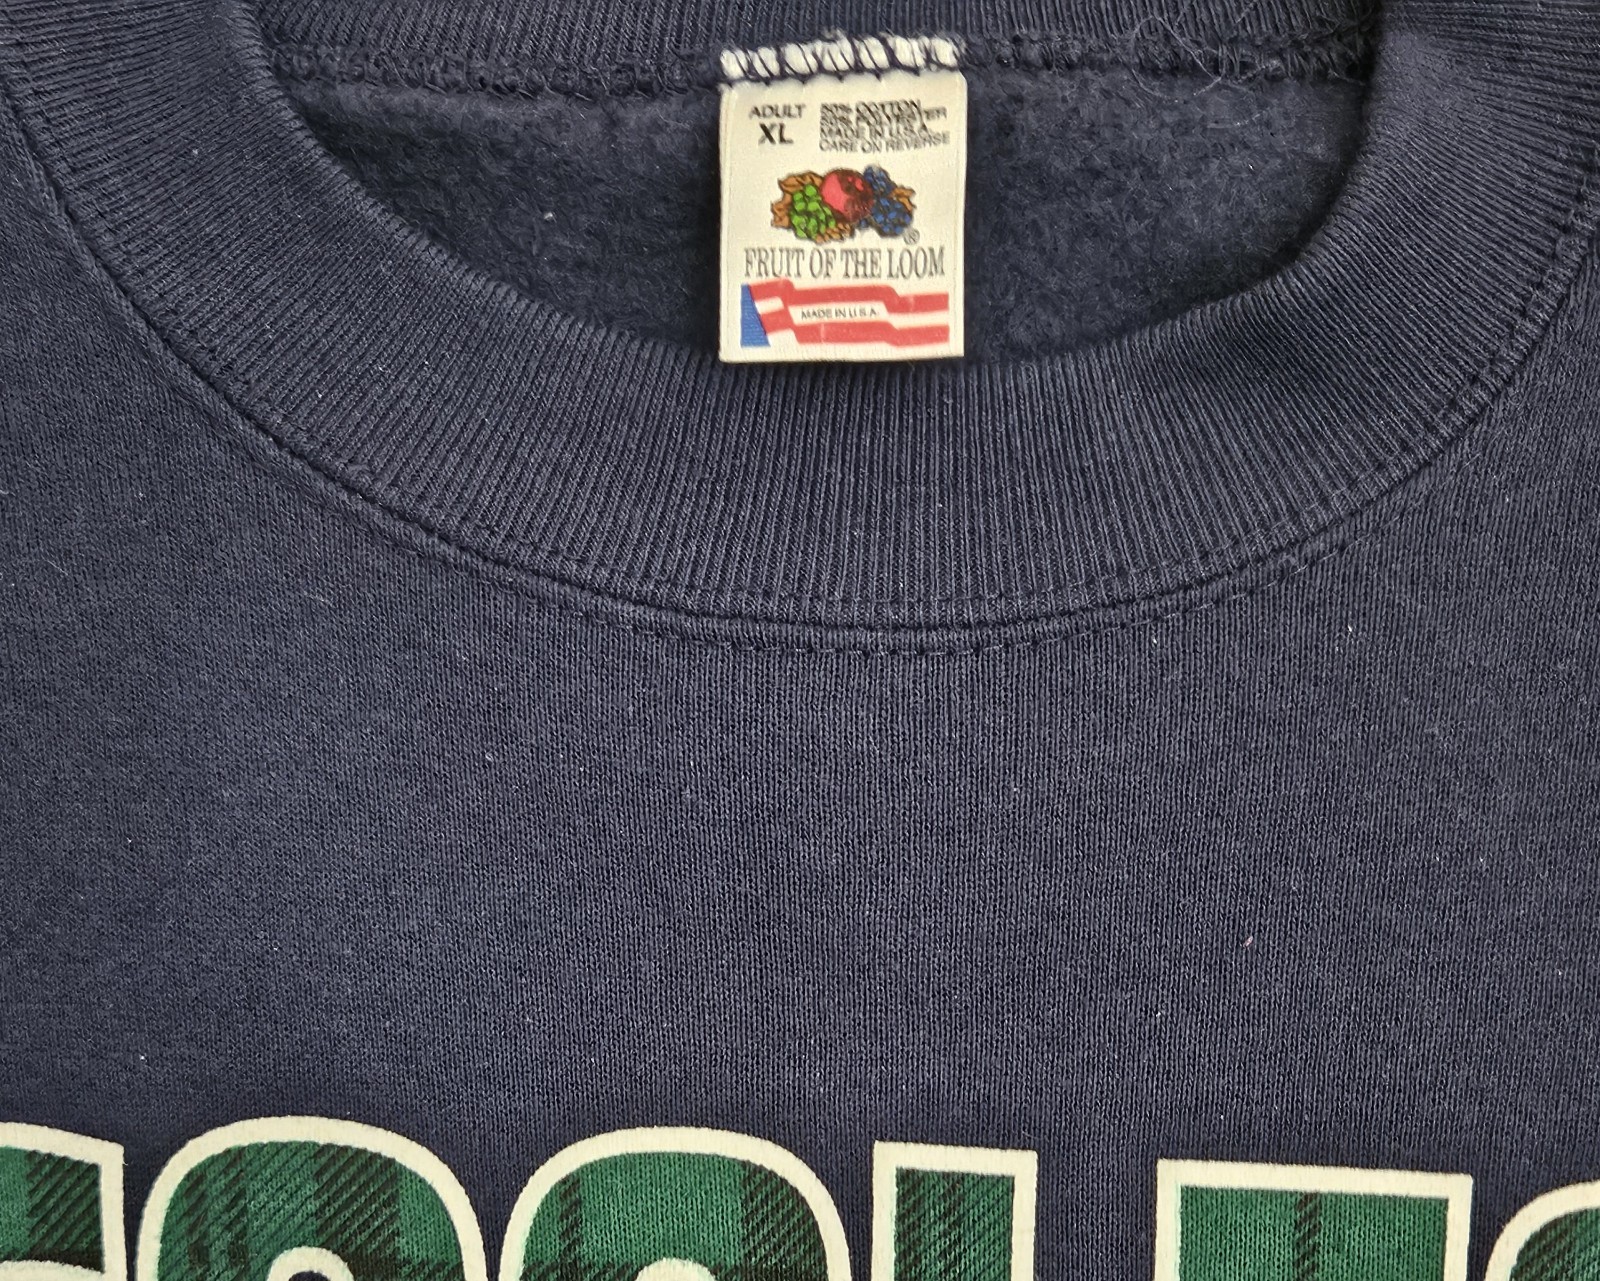 ADULT
XL
50% COTTON
50% POLYESTER
MADE IN U.S.A.
CARE ON REVERSE
®
FRUIT OF THE LOOM
MADE IN U.S.A.